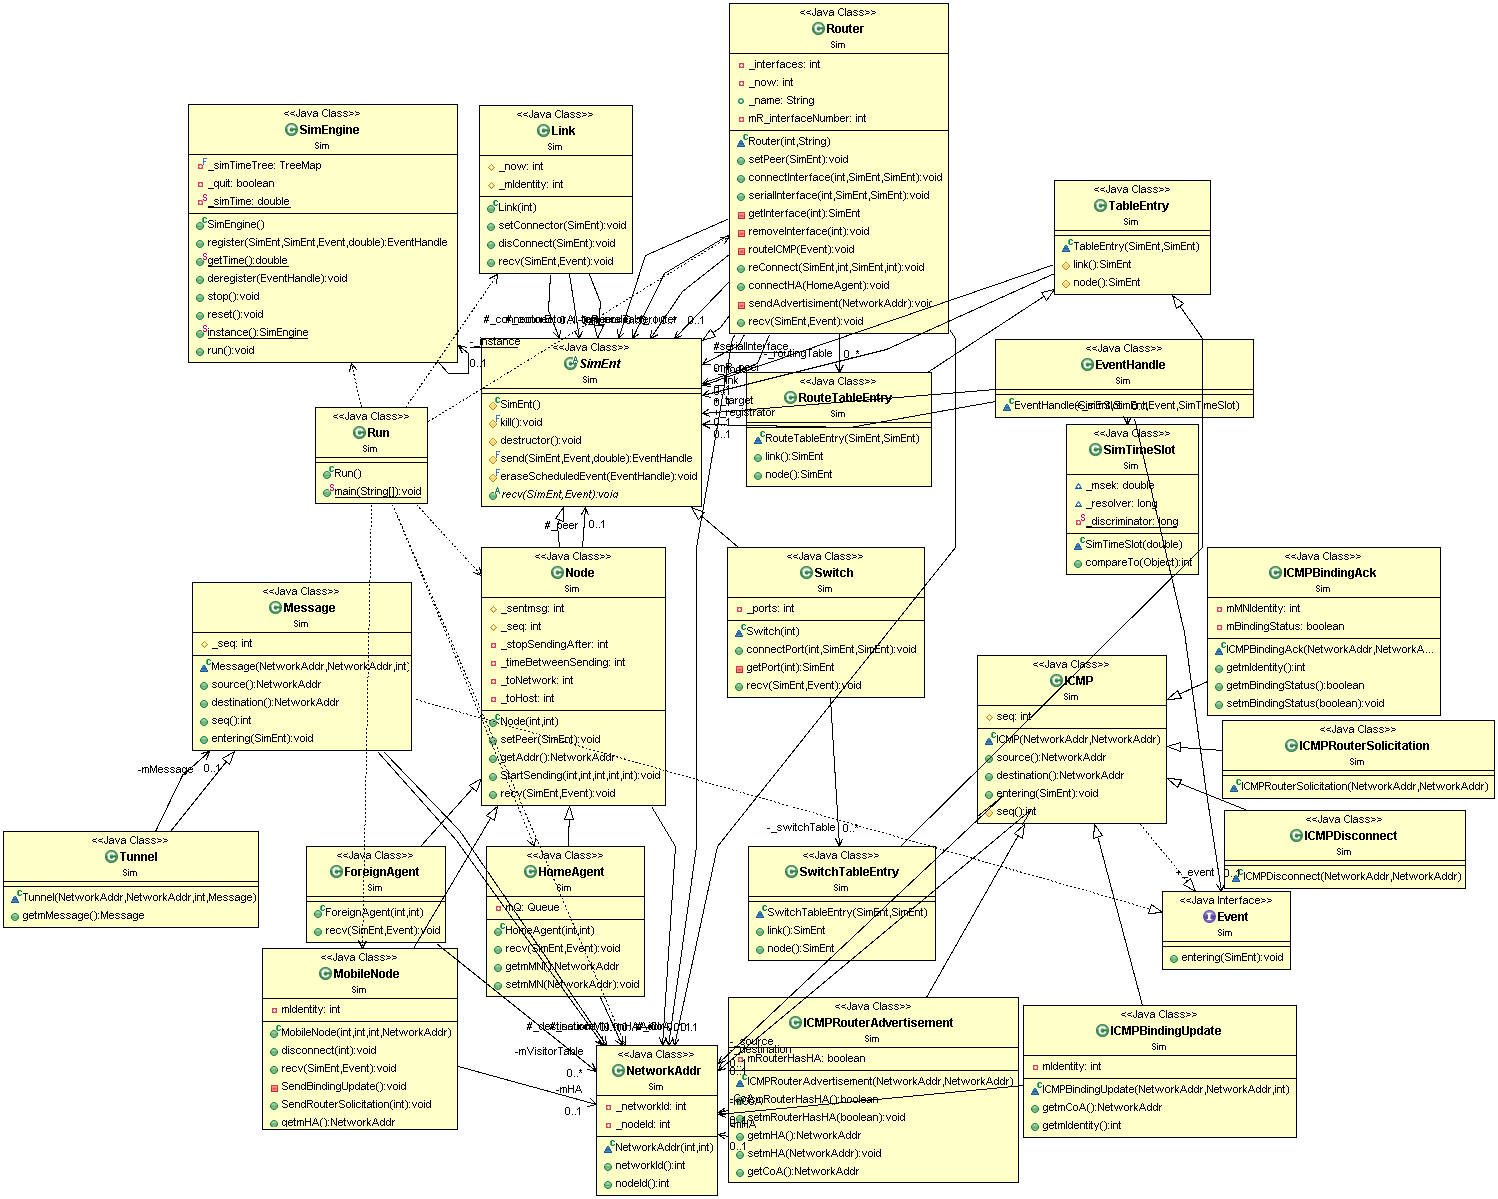 <<Java Class>>
Router
Sim
_interfaces: int
_now: int
_name: String
mR_interfaceNumber: int
Router(int,String)
setPeer(SimEnt):void
connectInterface(int,SimEnt,SimEnt):void
serialInterface(int,SimEnt,SimEnt):void
getInterface(int):SimEnt
removeInterface(int):void
routeICMP(Event):void
reConnect(SimEnt,int,SimEnt,int):void
connectHA(HomeAgent):void
sendAdvertisiment(NetworkAddr):void
recv(SimEnt,Event):void
<<Java Class>>
SimEngine
Sim
_simTimeTree: TreeMap
_quit: boolean
_simTime: double
SimEngine()
register(SimEnt,SimEnt,Event,double):EventHandle
getTime():double
deregister(EventHandle):void
stop():void
reset():void
instance():SimEngine
run():void
<<Java Class>>
Link
Sim
_now: int
_mIdentity: int
Link(int)
setConnector(SimEnt):void
disConnect(SimEnt):void
recv(SimEnt,Event):void
<<Java Class>>
TableEntry
Sim
TableEntry(SimEnt,SimEnt)
link():SimEnt
node():SimEnt
-_instance
0..1
0..1
<<Java Class>>
SimEnt
Sim
SimEnt()
kill():void
destructor():void
send(SimEnt,Event,double):EventHandle
eraseScheduledEvent(EventHandle):void
recv(SimEnt,Event):void
#serialInterface
-_routingTable
0..*
_target
_registrator
0..1
0..1
<<Java Class>>
RouteTableEntry
Sim
RouteTableEntry(SimEnt,SimEnt)
link():SimEnt
node():SimEnt
<<Java Class>>
EventHandle
Sim
<<Java Class>>
SimTimeSlot
Sim
_msek: double
_resolver: long
_discriminator: long
SimTimeSlot(double)
compareTo(Object):int
<<Java Class>>
Run
Sim
Run()
main(String[]):void
#_peer
0..1
<<Java Class>>
Node
Sim
_sentmsg: int
_seq: int
_stopSendingAfter: int
_timeBetweenSending: int
_toNetwork: int
_toHost: int
Node(int,int)
setPeer(SimEnt):void
getAddr():NetworkAddr
StartSending(int,int,int,int,int):void
recv(SimEnt,Event):void
<<Java Class>>
Switch
Sim
_ports: int
Switch(int)
connectPort(int,SimEnt,SimEnt):void
getPort(int):SimEnt
recv(SimEnt,Event):void
<<Java Class>>
ICMPBindingAck
Sim
mMNIdentity: int
mBindingStatus: boolean
ICMPBindingAck(NetworkAddr,NetworkA...
getmIdentity():int
getmBindingStatus():boolean
setmBindingStatus(boolean):void
<<Java Class>>
Message
Sim
_seq: int
Message(NetworkAddr,NetworkAddr,int)
source():NetworkAddr
destination():NetworkAddr
seq():int
entering(SimEnt):void
<<Java Class>>
ICMP
Sim
seq: int
ICMP(NetworkAddr,NetworkAddr)
source():NetworkAddr
destination():NetworkAddr
entering(SimEnt):void
seq():int
<<Java Class>>
ICMPRouterSolicitation
Sim
ICMPRouterSolicitation(NetworkAddr,NetworkAddr)
-mMessage
0..1
<<Java Class>>
ICMPDisconnect
Sim
ICMPDisconnect(NetworkAddr,NetworkAddr)
<<Java Class>>
Tunnel
Sim
Tunnel(NetworkAddr,NetworkAddr,int,Message)
getmMessage():Message
<<Java Class>>
ForeignAgent
Sim
ForeignAgent(int,int)
recv(SimEnt,Event):void
<<Java Class>>
HomeAgent
Sim
mQ: Queue
HomeAgent(int,int)
recv(SimEnt,Event):void
getmMN():NetworkAddr
setmMN(NetworkAddr):void
-_switchTable
0..*
<<Java Class>>
SwitchTableEntry
Sim
SwitchTableEntry(SimEnt,SimEnt)
link():SimEnt
node():SimEnt
_event
<<Java Interface>>
Event
Sim
entering(SimEnt):void
<<Java Class>>
MobileNode
Sim
mIdentity: int
MobileNode(int,int,int,NetworkAddr)
disconnect(int):void
recv(SimEnt,Event):void
SendBindingUpdate():void
SendRouterSolicitation(int):void
getmHA():NetworkAddr
-mVisitorTable
0..*
-mHA
0..1
<<Java Class>>
NetworkAddr
Sim
_networkId: int
_nodeId: int
NetworkAddr(int,int)
networkId():int
nodeId():int
<<Java Class>>
ICMPRouterAdvertisement
Sim
mRouterHasHA: boolean
ICMPRouterAdvertisement(NetworkAddr,NetworkAddr)
getmRouterHasHA():boolean
setmRouterHasHA(boolean):void
getmHA():NetworkAddr
setmHA(NetworkAddr):void
getCoA():NetworkAddr
<<Java Class>>
ICMPBindingUpdate
Sim
mIdentity: int
ICMPBindingUpdate(NetworkAddr,NetworkAddr,int)
getmCoA():NetworkAddr
getmIdentity():int